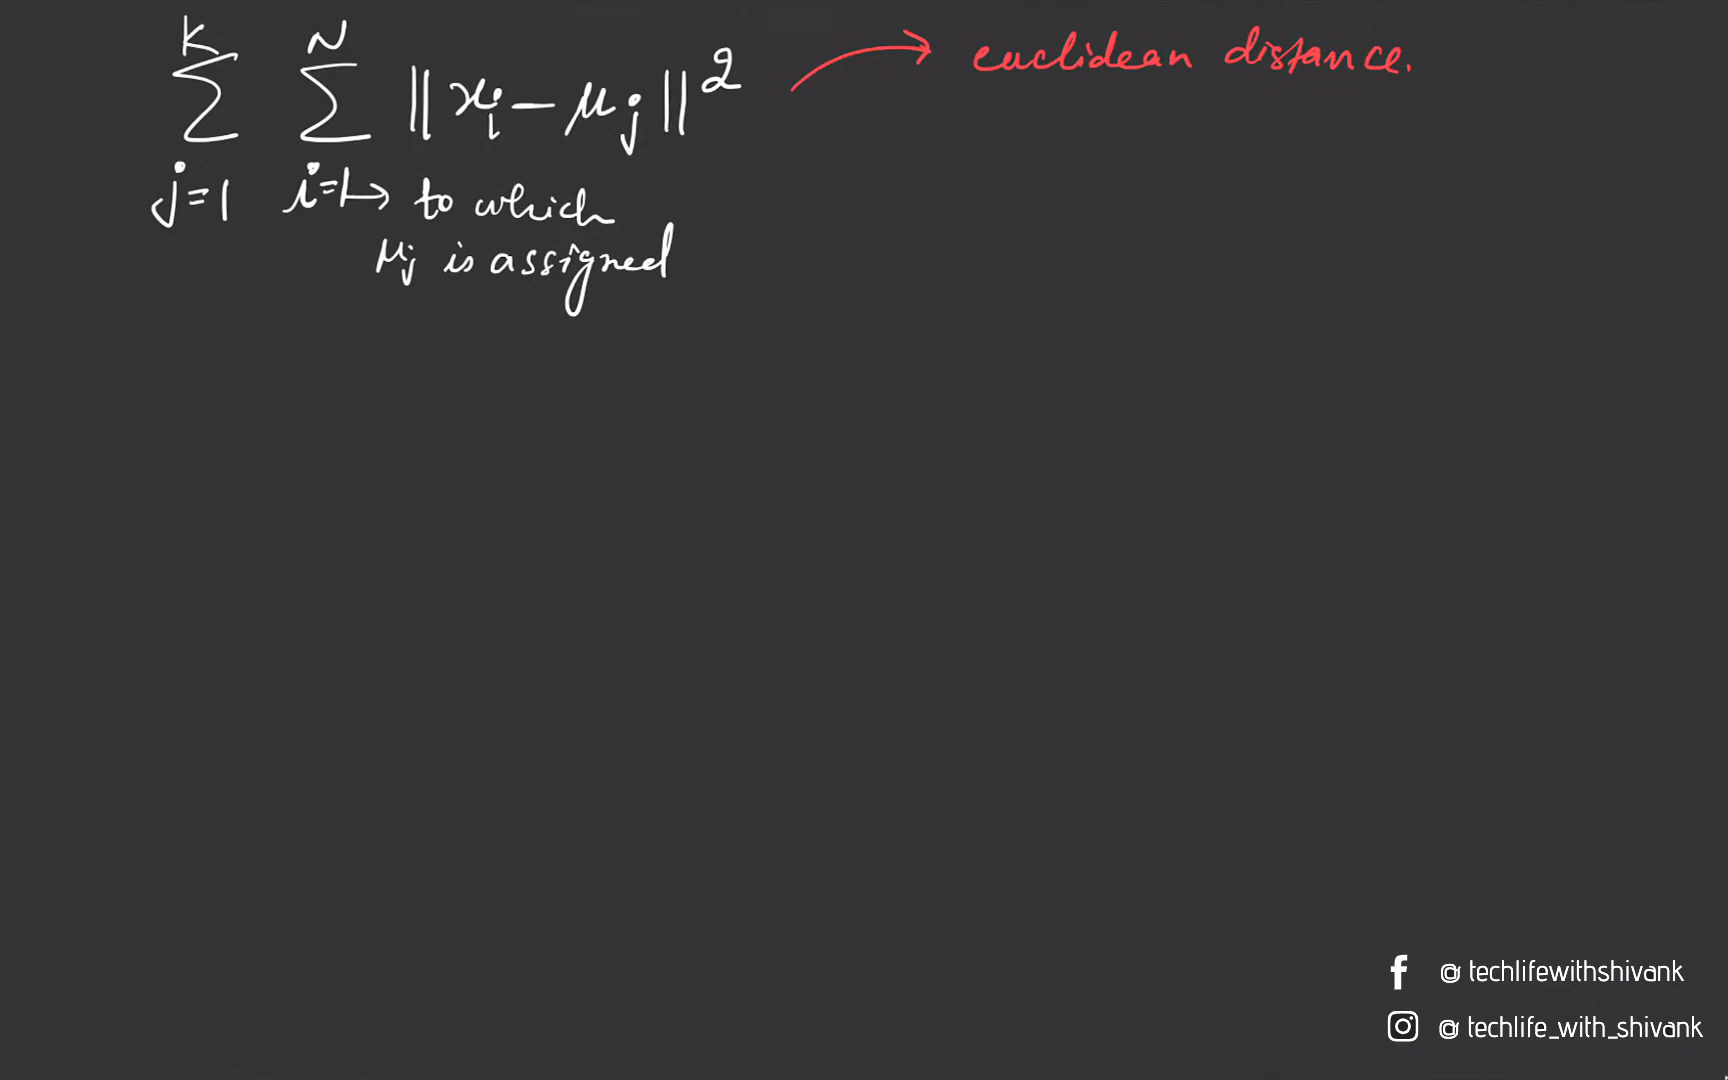 K N
∑ ∑ ||xᵢ − μⱼ||² → euclidean distance.
j=1 i=1→ to which
μⱼ is assigned
@ techlifewithshivank
@ techlife_with_shivank